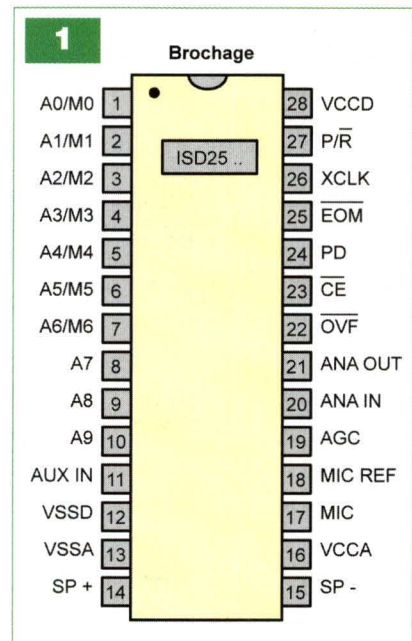 1
Brochage
ISD25 ..
A0/M0 1
A1/M1 2
A2/M2 3
A3/M3 4
A4/M4 5
A5/M5 6
A6/M6 7
A7 8
A8 9
A9 10
AUX IN 11
VSSD 12
VSSA 13
SP + 14
28 VCCD
27 P/R̅
26 XCLK
25 E̅O̅M̅
24 PD
23 C̅E̅
22 O̅V̅F̅
21 ANA OUT
20 ANA IN
19 AGC
18 MIC REF
17 MIC
16 VCCA
15 SP -